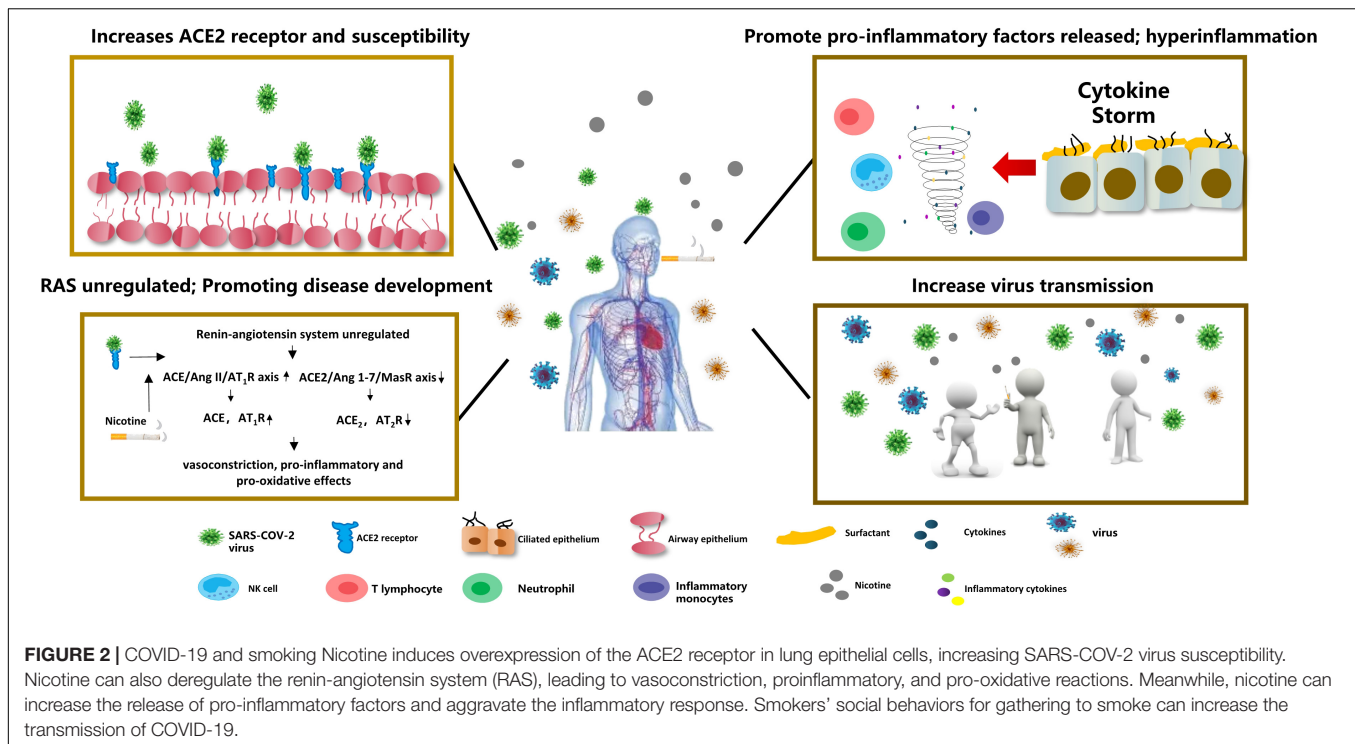 Increases ACE2 receptor and susceptibility
Promote pro-inflammatory factors released; hyperinflammation
Cytokine
Storm
RAS unregulated; Promoting disease development
Renin-angiotensin system unregulated
ACE/Ang II/AT₁R axis ↑ ACE2/Ang 1-7/MasR axis ↓
Nicotine
ACE, AT₁R ↑ ACE₂, AT₂R ↓
vasoconstriction, pro-inflammatory and
pro-oxidative effects
Increase virus transmission
SARS-COV-2
virus
ACE2 receptor
Ciliated epithelium
Airway epithelium
Surfactant
Cytokines
virus
NK cell
T lymphocyte
Neutrophil
Inflammatory
monocytes
Nicotine
Inflammatory cytokines
FIGURE 2 | COVID-19 and smoking Nicotine induces overexpression of the ACE2 receptor in lung epithelial cells, increasing SARS-COV-2 virus susceptibility.
Nicotine can also deregulate the renin-angiotensin system (RAS), leading to vasoconstriction, proinflammatory, and pro-oxidative reactions. Meanwhile, nicotine can
increase the release of pro-inflammatory factors and aggravate the inflammatory response. Smokers’ social behaviors for gathering to smoke can increase the
transmission of COVID-19.